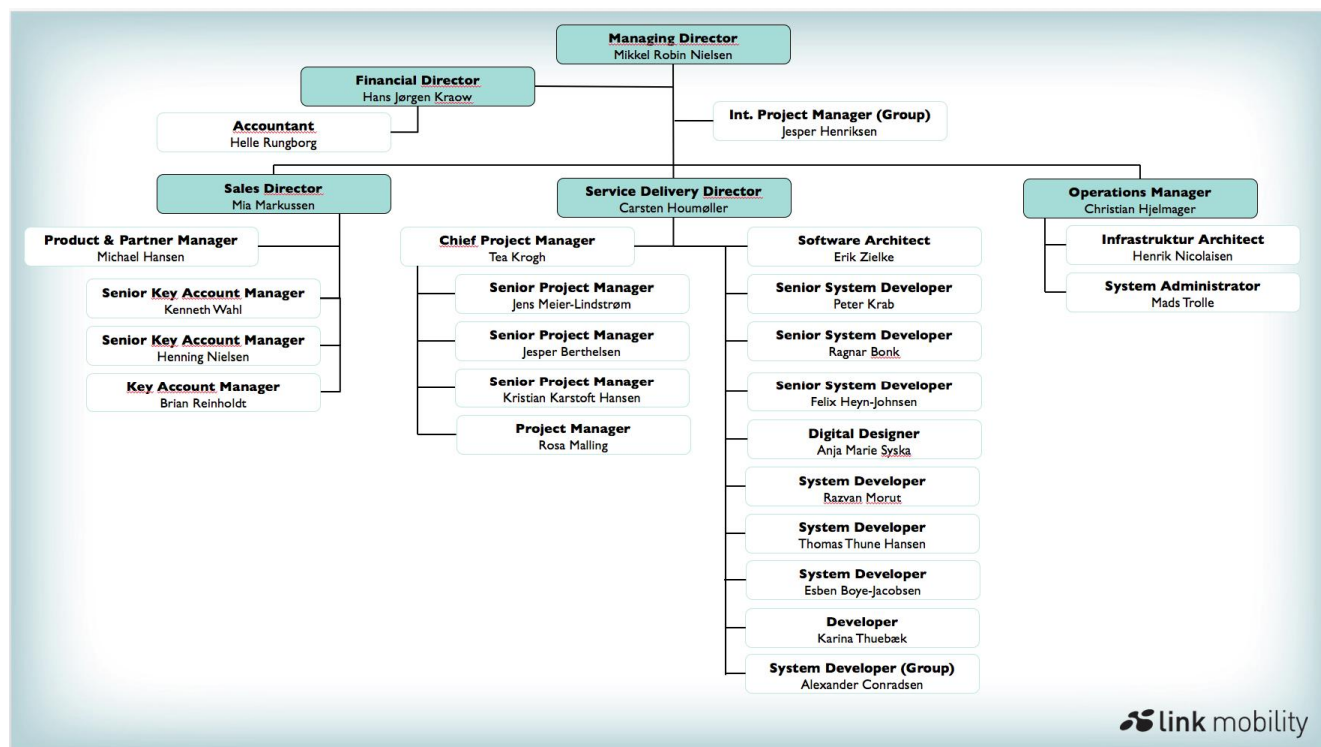 Managing Director
Mikkel Robin Nielsen
Financial Director
Hans Jørgen Kraow
Accountant
Helle Rungborg
Int. Project Manager (Group)
Jesper Henriksen
Sales Director
Mia Markussen
Product & Partner Manager
Michael Hansen
Senior Key Account Manager
Kenneth Wahl
Senior Key Account Manager
Henning Nielsen
Key Account Manager
Brian Reinholdt
Service Delivery Director
Carsten Houmøller
Chief Project Manager
Tea Krogh
Senior Project Manager
Jens Meier-Lindstrøm
Senior Project Manager
Jesper Berthelsen
Senior Project Manager
Kristian Karstoft Hansen
Project Manager
Rosa Malling
Software Architect
Erik Zielke
Senior System Developer
Peter Krab
Senior System Developer
Ragnar Bonk
Senior System Developer
Felix Heyn-Johnsen
Digital Designer
Anja Marie Syska
System Developer
Razvan Morut
System Developer
Thomas Thune Hansen
System Developer
Esben Boye-Jacobsen
Developer
Karina Thuebæk
System Developer (Group)
Alexander Conradsen
Operations Manager
Christian Hjelmager
Infrastruktur Architect
Henrik Nicolaisen
System Administrator
Mads Trolle
link mobility